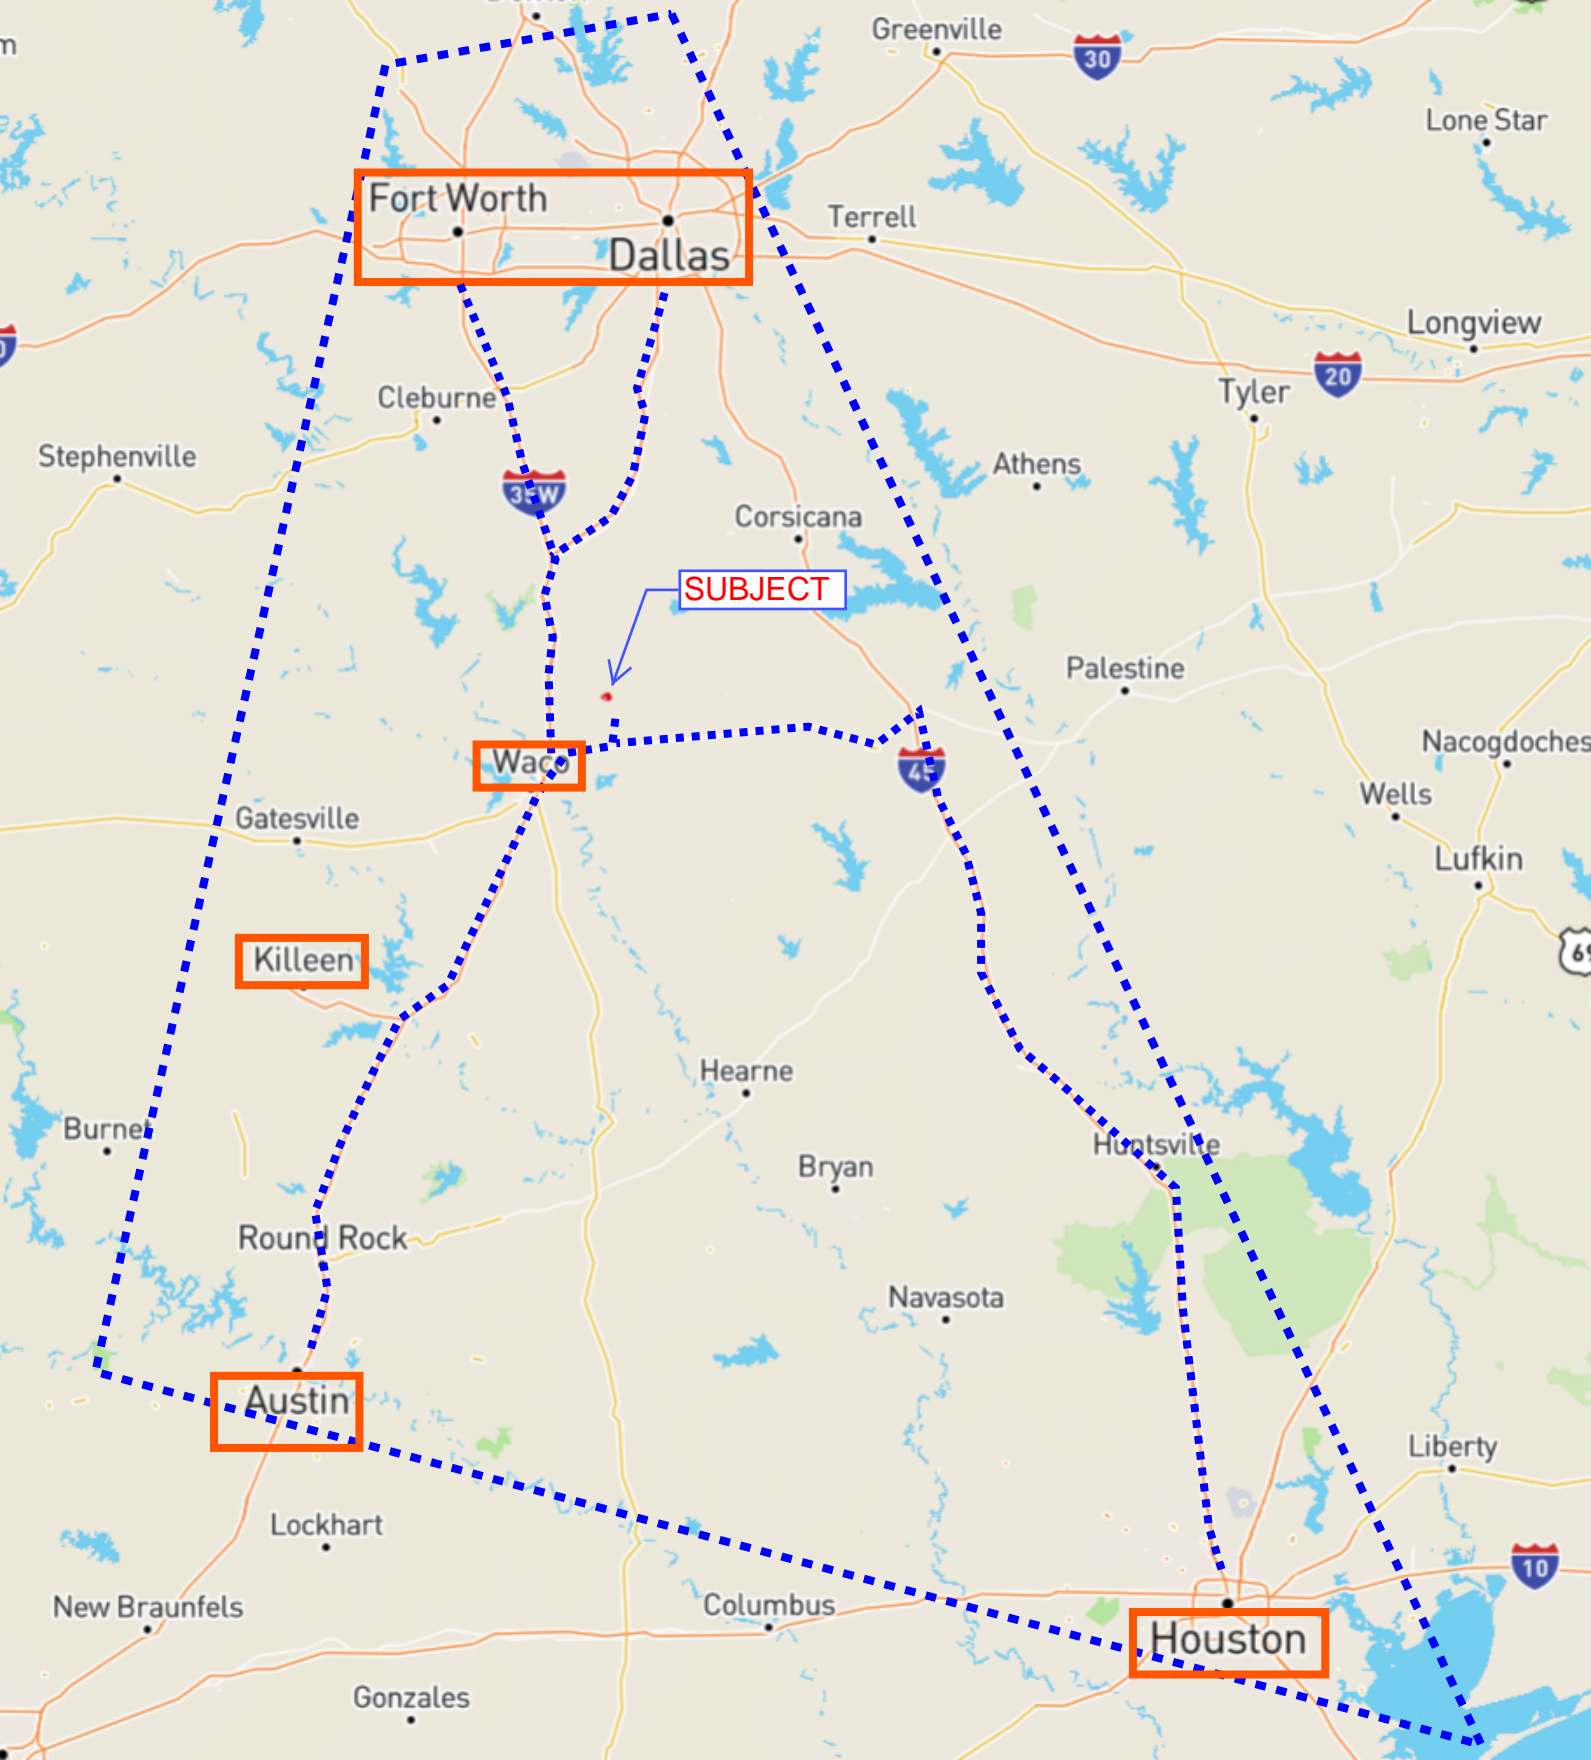 Greenville
30
m
Lone Star
Fort Worth
Terrell
Dallas
Longview
20
Cleburne
Tyler
Stephenville
Athens
35W
Corsicana
SUBJECT
Palestine
Nacogdoches
Waco
45
Wells
Gatesville
Lufkin
Killeen
69
Hearne
Burnet
Huntsville
Bryan
Round Rock
Navasota
Austin
Liberty
Lockhart
10
New Braunfels
Columbus
Houston
Gonzales